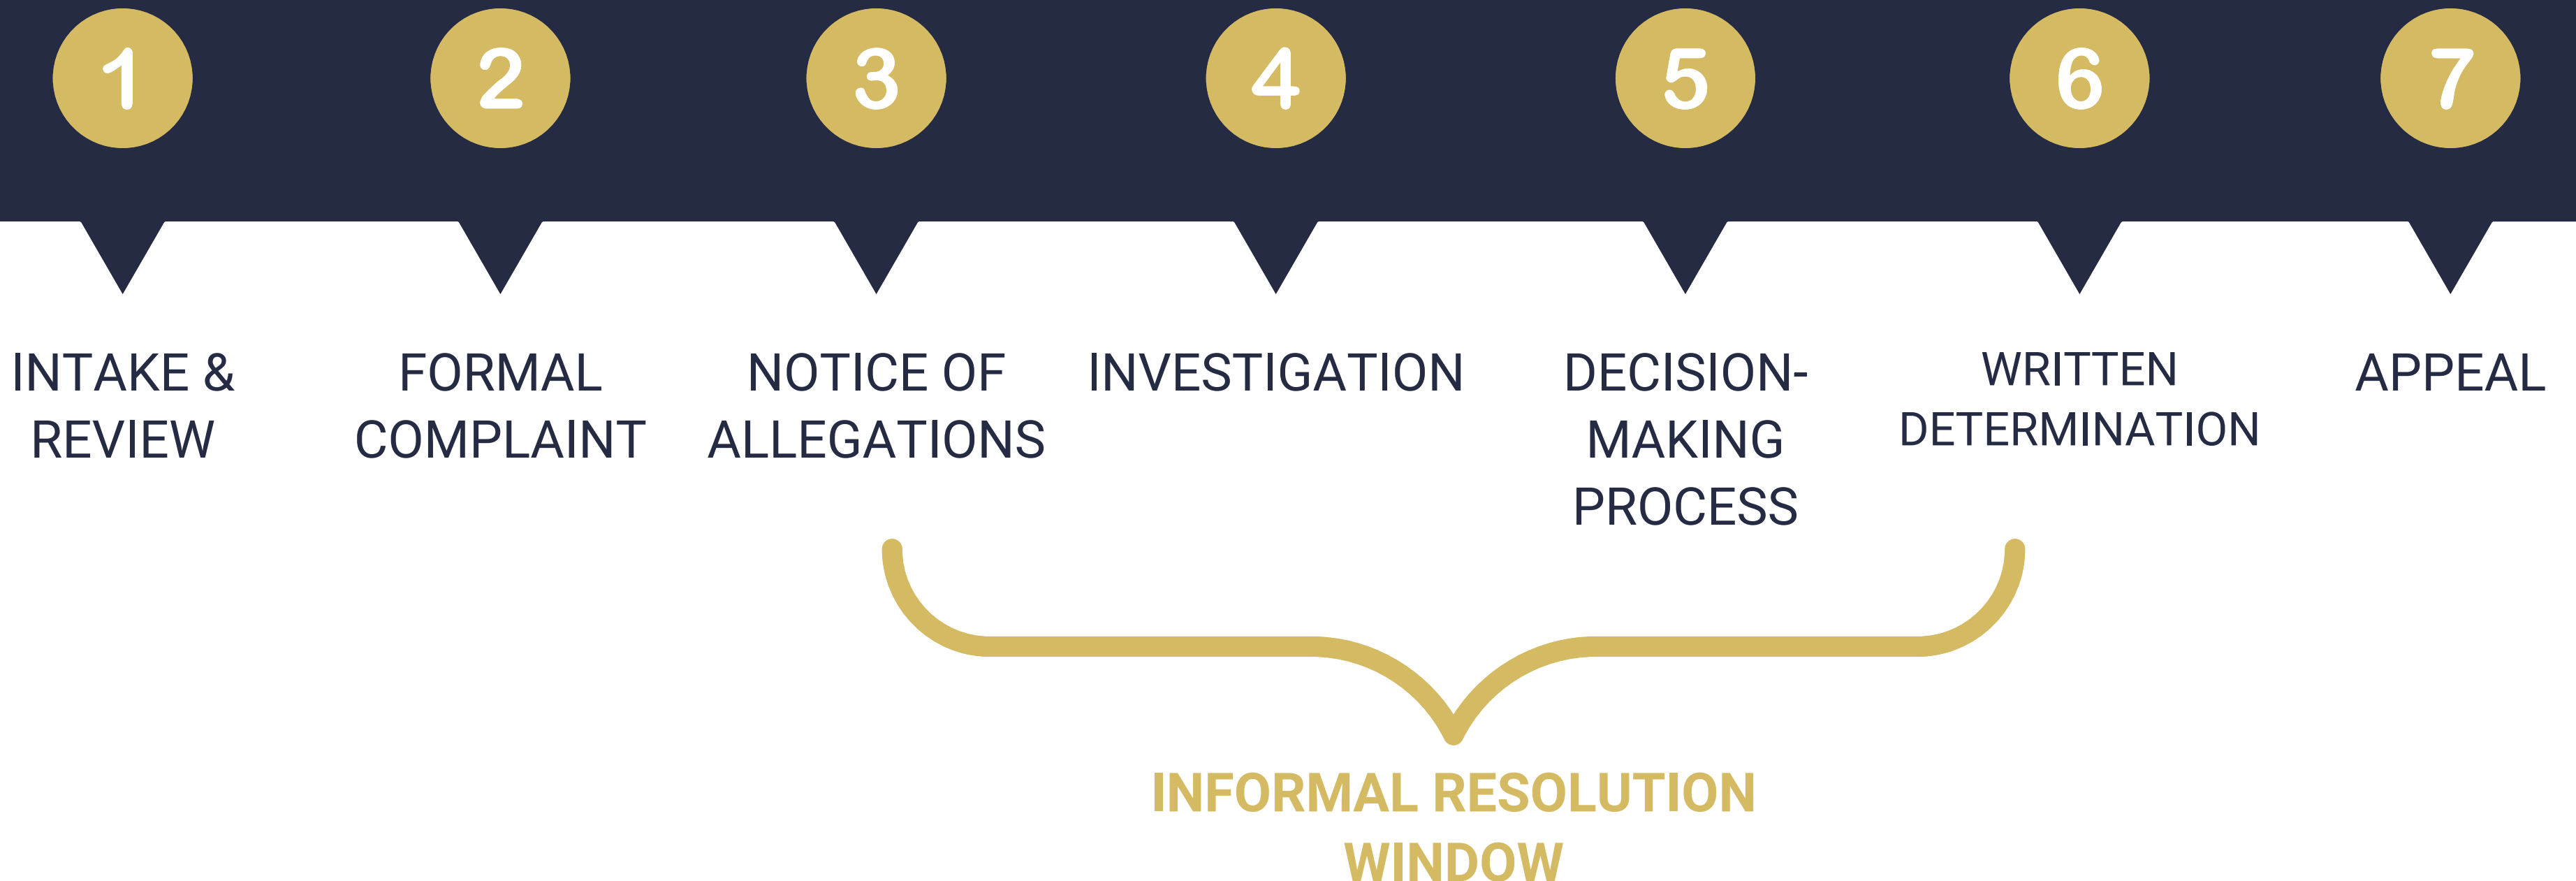 1
2
3
4
5
6
7
INTAKE &
REVIEW
FORMAL
COMPLAINT
NOTICE OF
ALLEGATIONS
INVESTIGATION
DECISION-
MAKING
PROCESS
WRITTEN
DETERMINATION
APPEAL
INFORMAL RESOLUTION
WINDOW